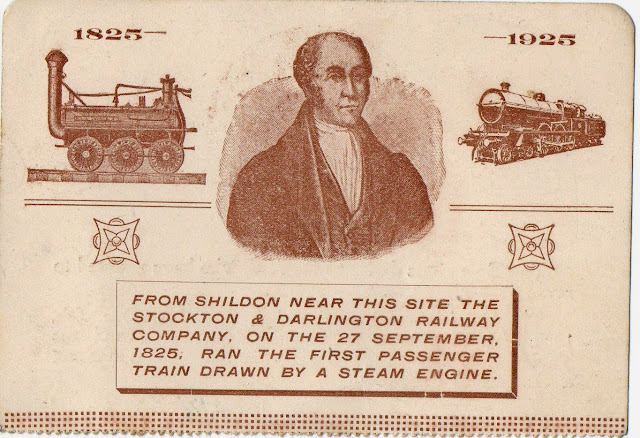 1825—
—1925
FROM SHILDON NEAR THIS SITE THE
STOCKTON & DARLINGTON RAILWAY
COMPANY, ON THE 27 SEPTEMBER,
1825, RAN THE FIRST PASSENGER
TRAIN DRAWN BY A STEAM ENGINE.